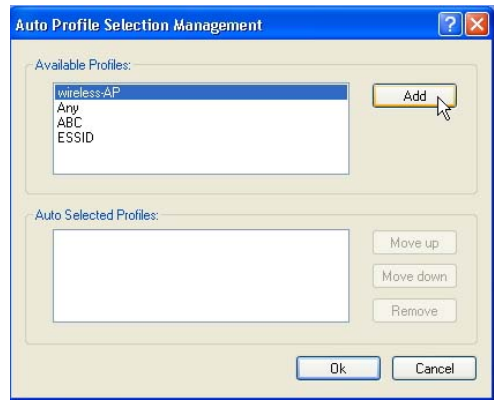 Auto Profile Selection Management
Available Profiles:
wireless-AP
Any
ABC
ESSID
Add
Auto Selected Profiles:
Move up
Move down
Remove
Ok
Cancel